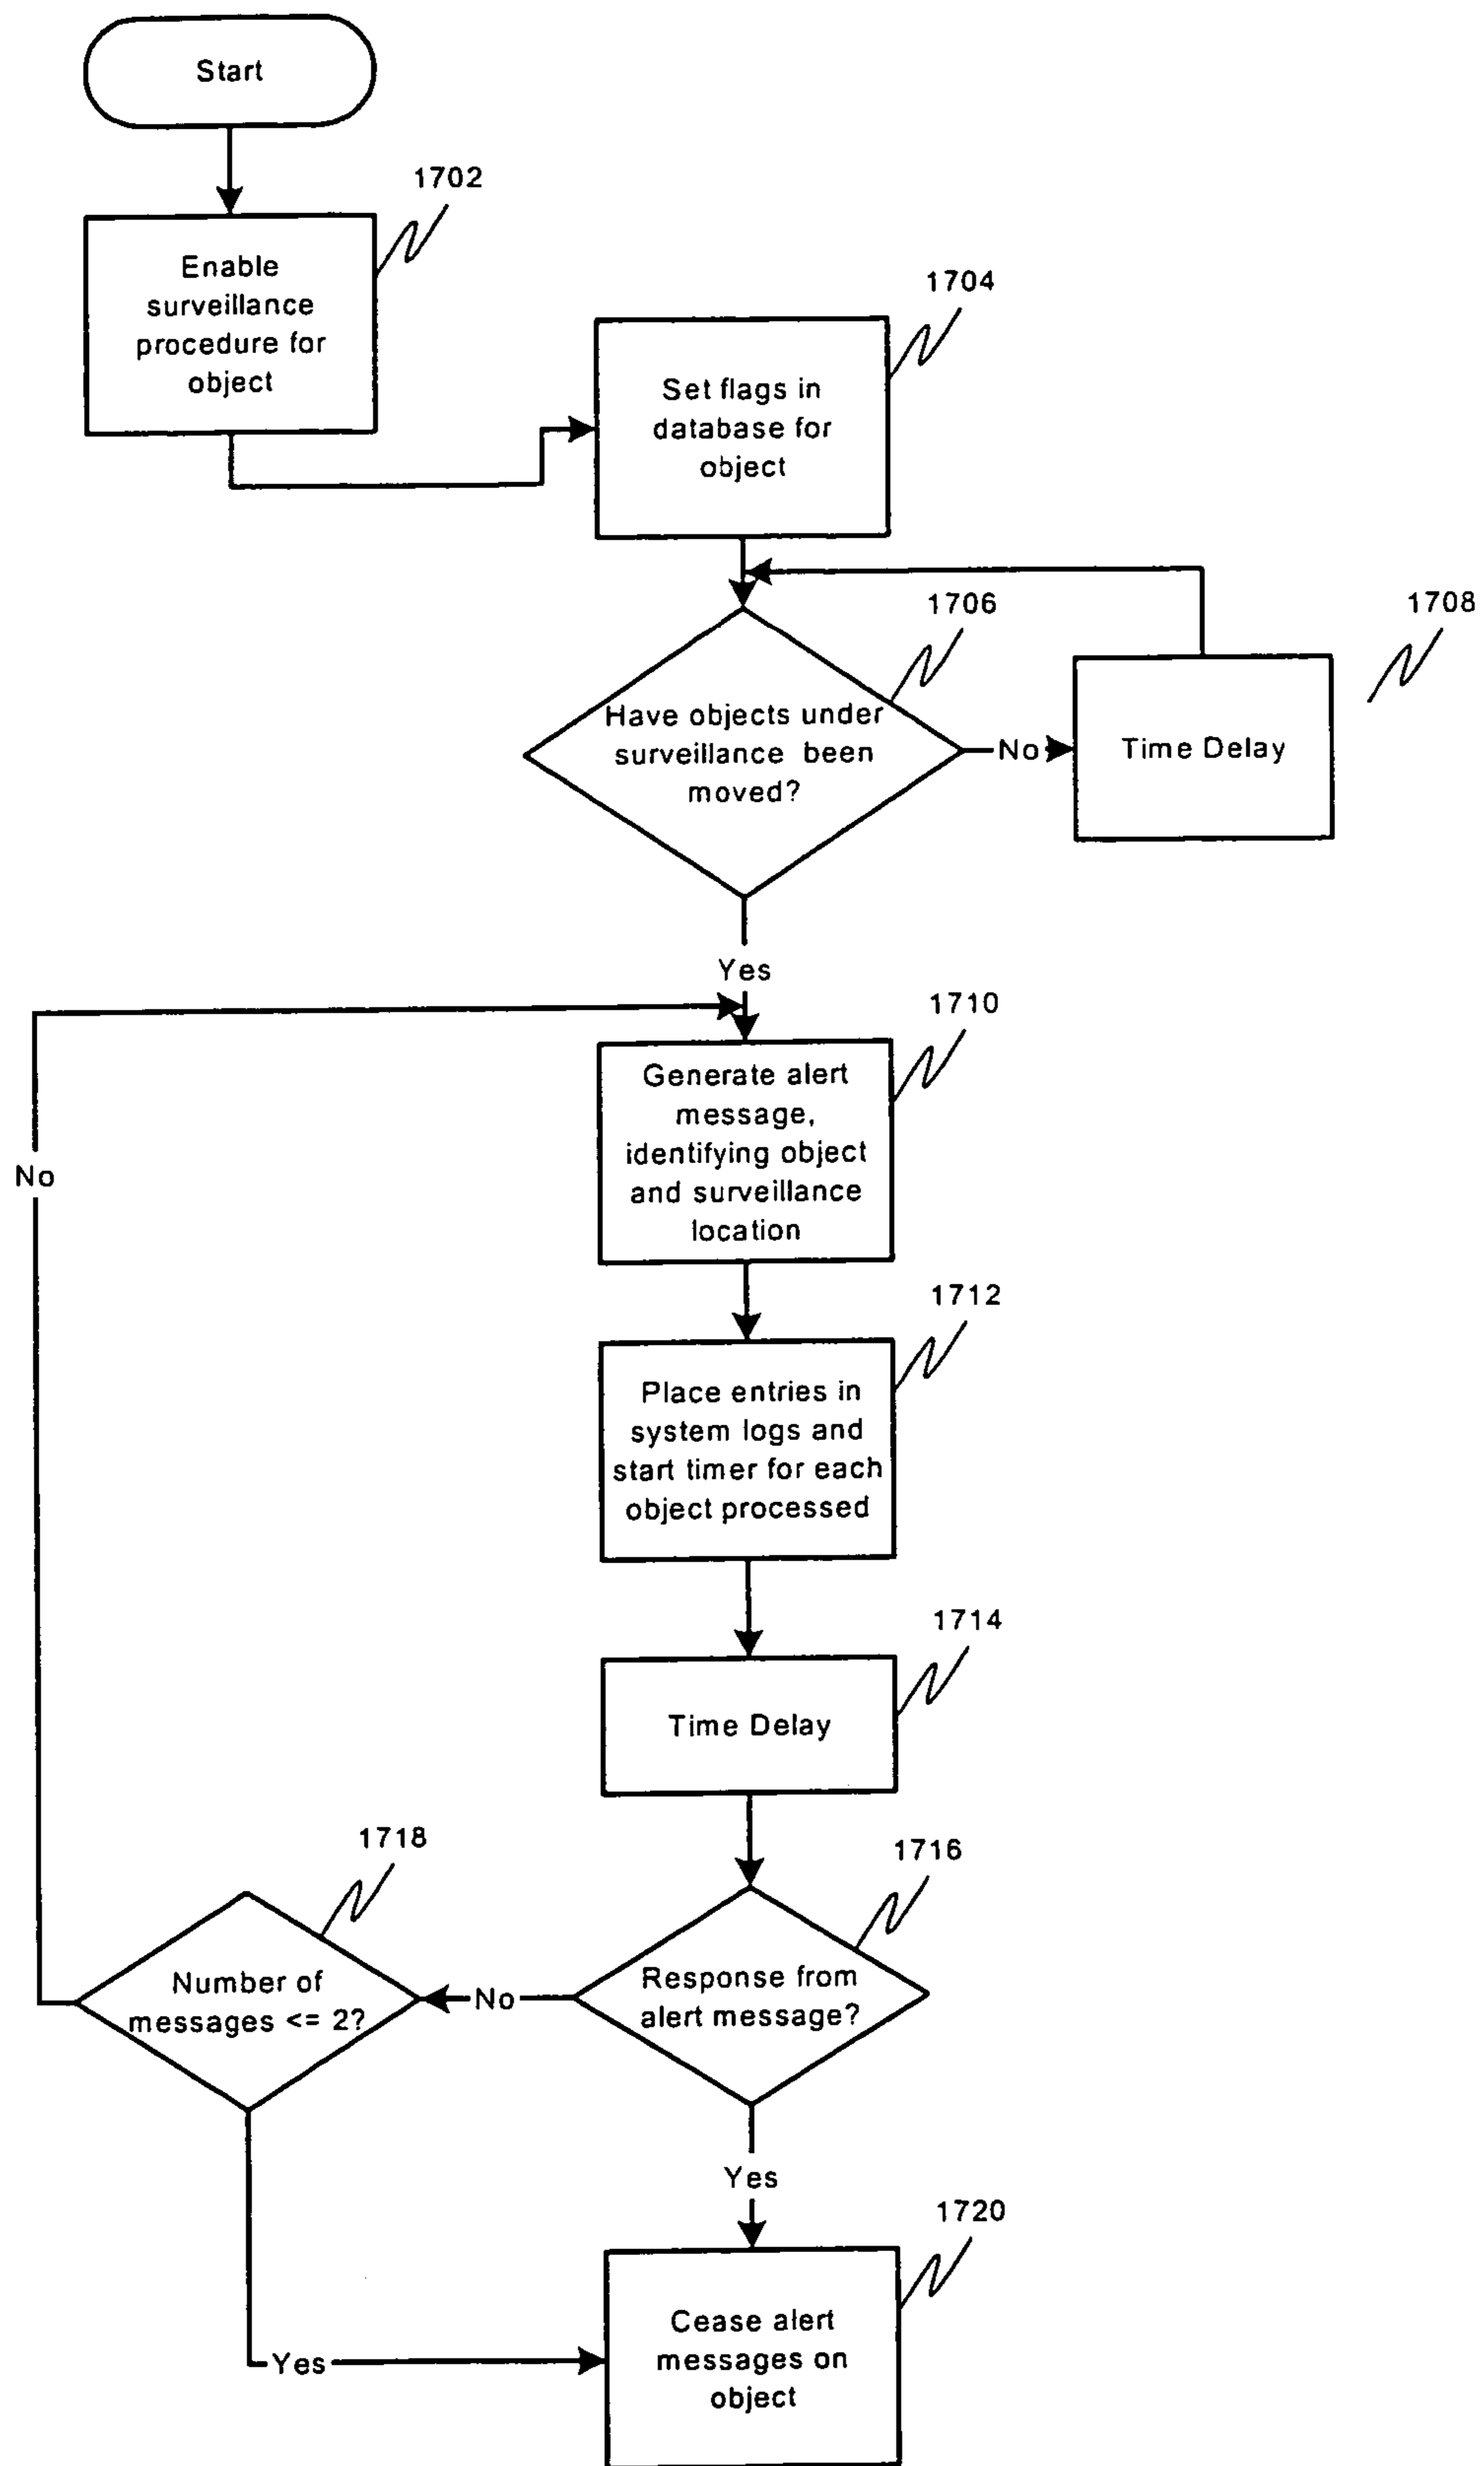 Start
1702
Enable
surveillance
procedure for
object
1704
Set flags in
database for
object
1706
1708
Have objects under
surveillance been
moved?
No
Time Delay
Yes
1710
Generate alert
message,
identifying object
and surveillance
location
No
1712
Place entries in
system logs and
start timer for each
object processed
1714
Time Delay
1718
1716
Number of
messages <= 2?
No
Response from
alert message?
Yes
1720
Cease alert
messages on
object
Yes